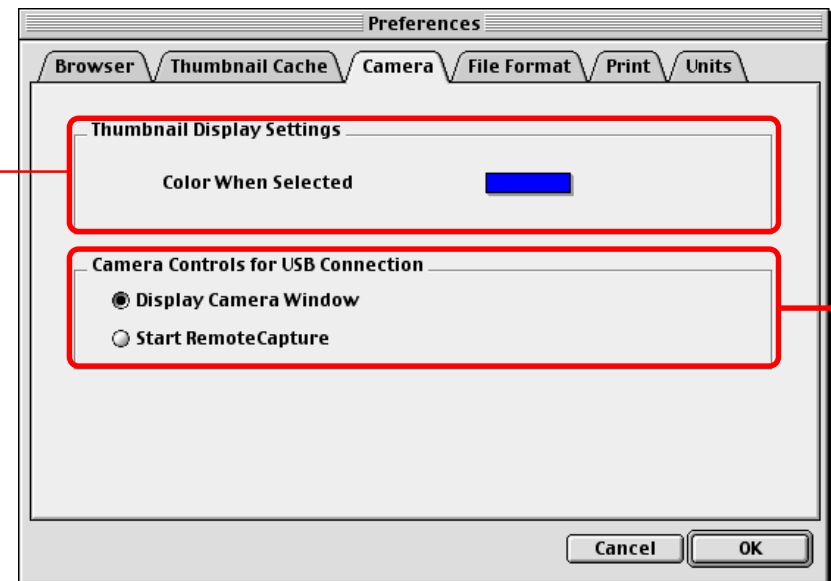 Preferences
Browser Thumbnail Cache Camera File Format Print Units
Thumbnail Display Settings
Color When Selected
Camera Controls for USB Connection
Display Camera Window
Start RemoteCapture
Cancel OK